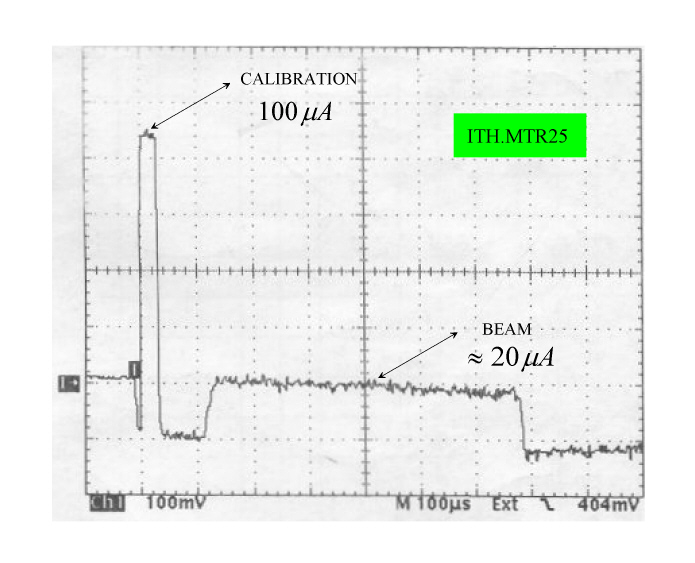 CALIBRATION
100 μA
ITH.MTR25
BEAM
≈ 20 μA
Ch1 100mV M 100μs Ext 404mV